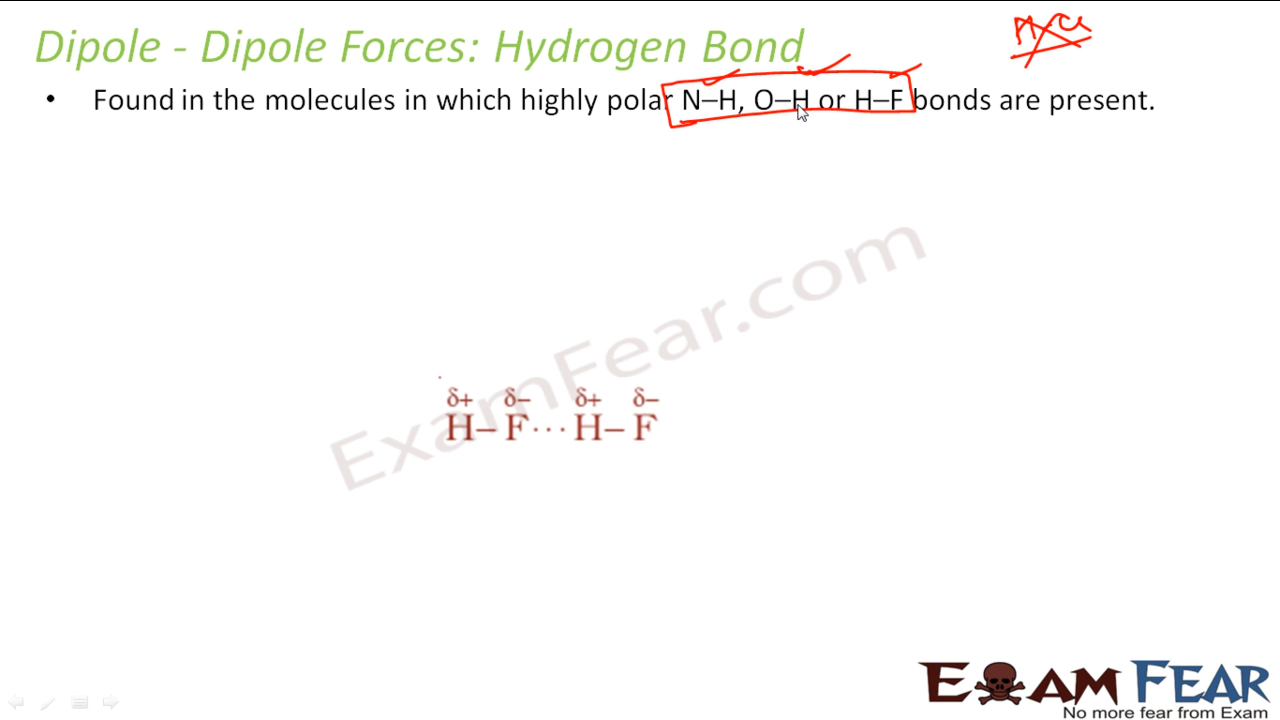 Dipole - Dipole Forces: Hydrogen Bond
• Found in the molecules in which highly polar N–H, O–H or H–F bonds are present.
ExamFear.com
δ+ δ– δ+ δ–
H – F ··· H – F
EXAM FEAR
No more fear from Exam